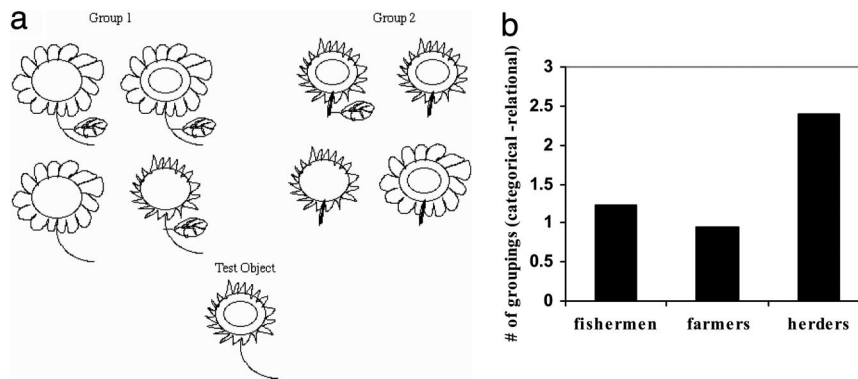 a
Group 1
Group 2
Test Object
b
# of groupings (categorical -relational)
3
2.5
2
1.5
1
0.5
0
fishermen
farmers
herders